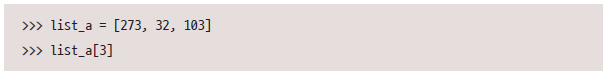 >>> list_a = [273, 32, 103]
>>> list_a[3]